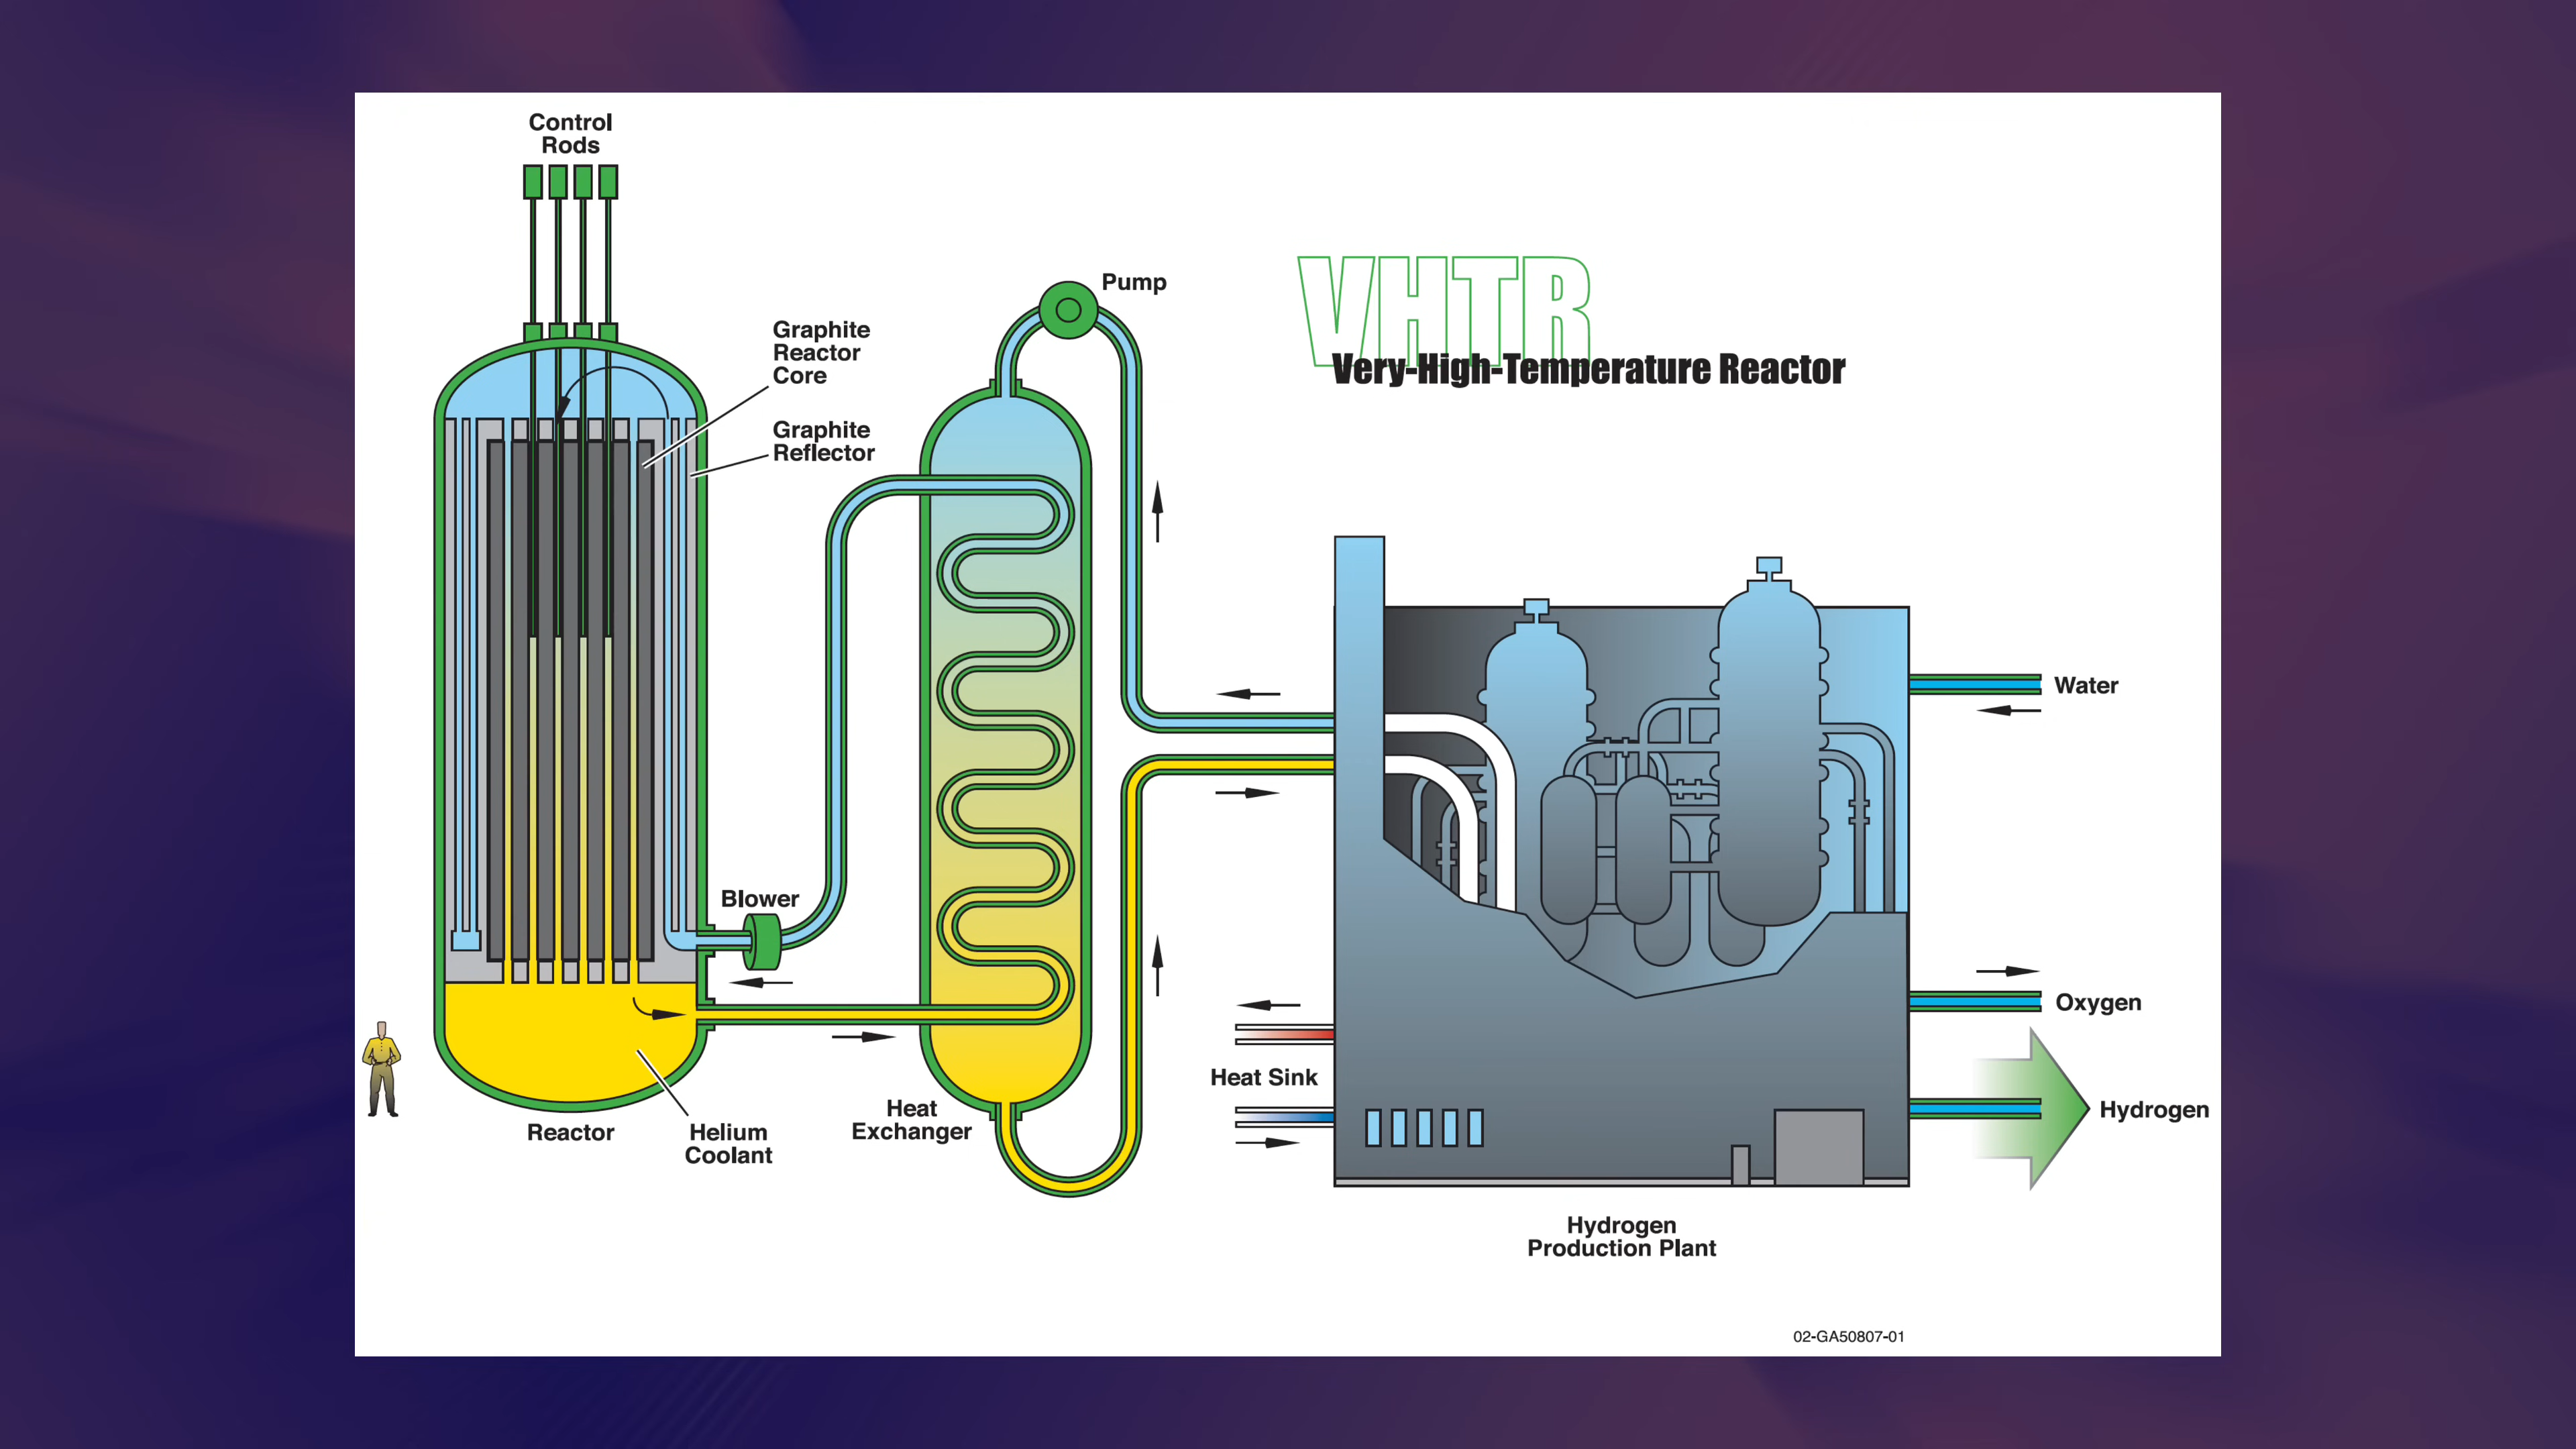 Control
Rods
Pump
Graphite
Reactor
Core
VHTR
Very-High-Temperature Reactor
Graphite
Reflector
Water
Blower
Oxygen
Heat Sink
Heat
Exchanger
Hydrogen
Reactor
Helium
Coolant
Hydrogen
Production Plant
02-GA50807-01